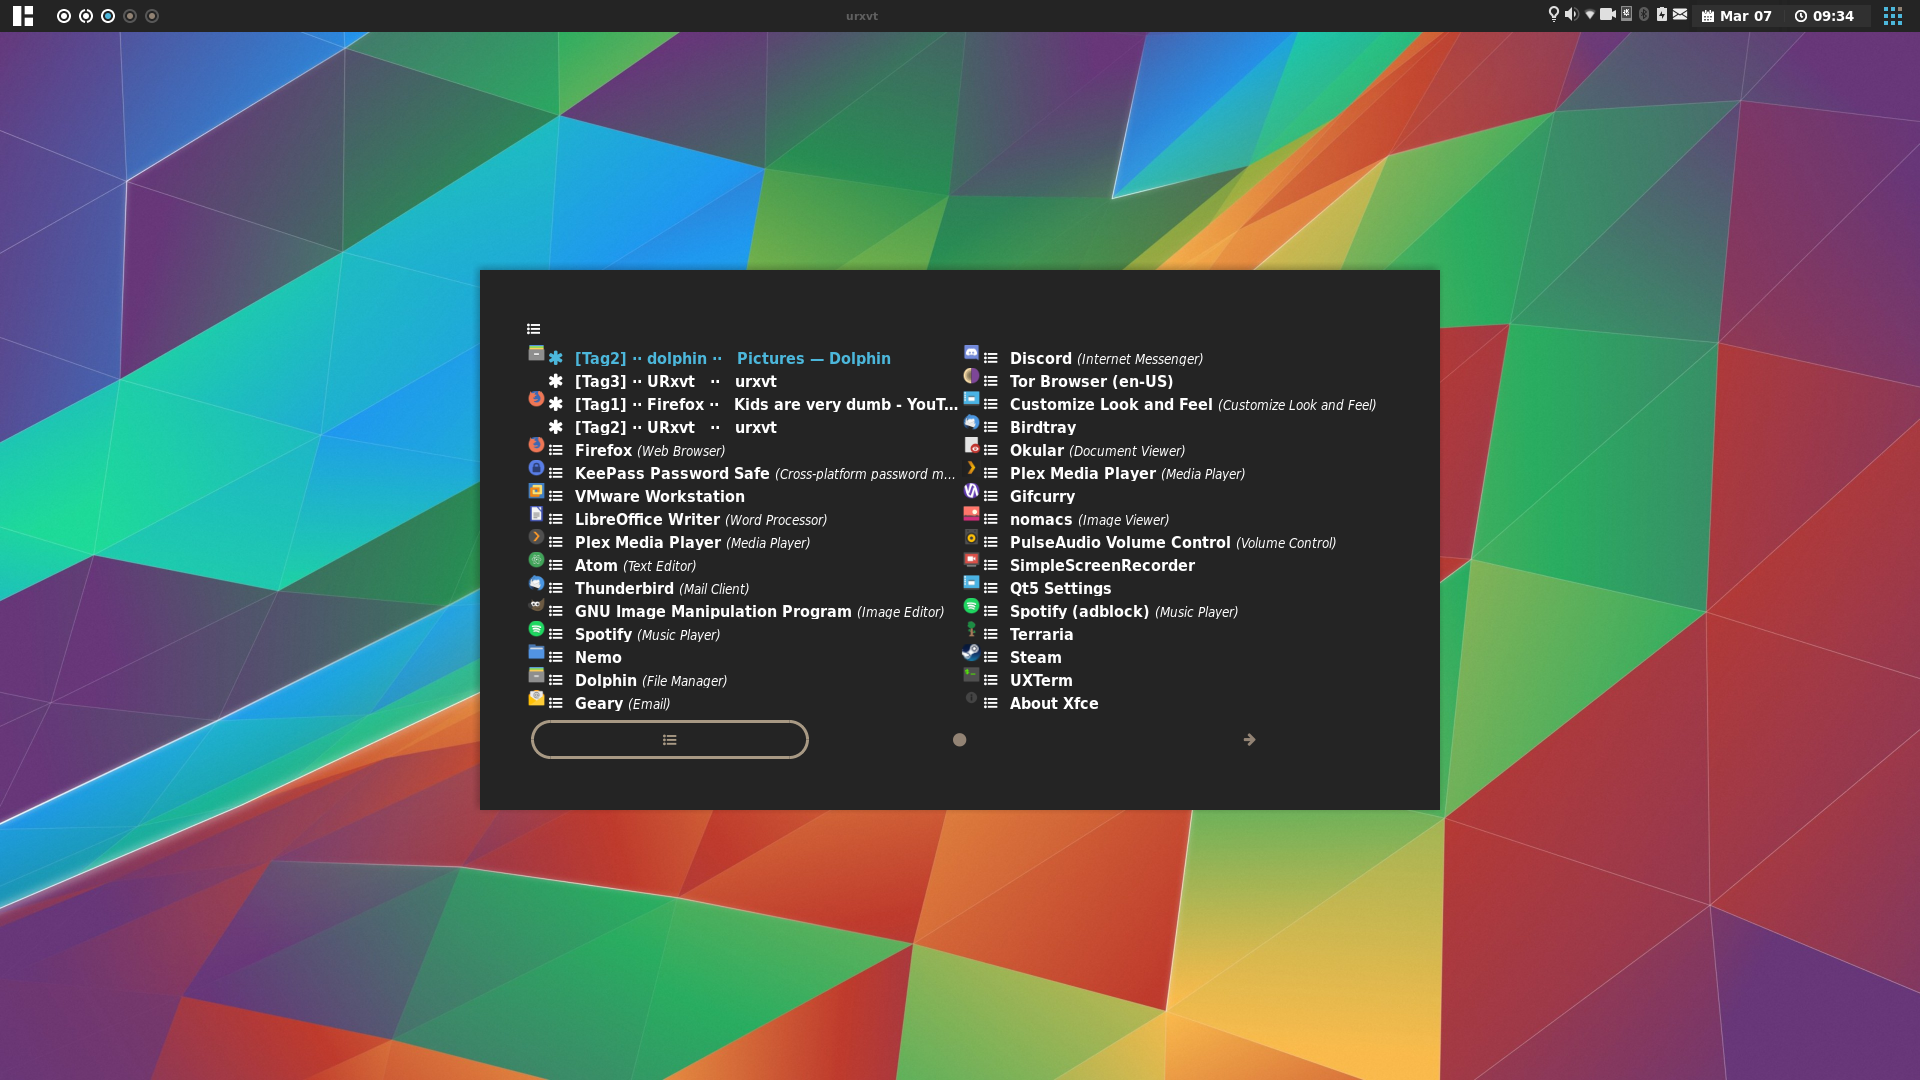 urxvt
Mar 07
09:34
[Tag2] ·· dolphin ·· Pictures — Dolphin
[Tag3] ·· URxvt ·· urxvt
[Tag1] ·· Firefox ·· Kids are very dumb - YouT...
[Tag2] ·· URxvt ·· urxvt
Firefox (Web Browser)
KeePass Password Safe (Cross-platform password m...
VMware Workstation
LibreOffice Writer (Word Processor)
Plex Media Player (Media Player)
Atom (Text Editor)
Thunderbird (Mail Client)
GNU Image Manipulation Program (Image Editor)
Spotify (Music Player)
Nemo
Dolphin (File Manager)
Geary (Email)
Discord (Internet Messenger)
Tor Browser (en-US)
Customize Look and Feel (Customize Look and Feel)
Birdtray
Okular (Document Viewer)
Plex Media Player (Media Player)
Gifcurry
nomacs (Image Viewer)
PulseAudio Volume Control (Volume Control)
SimpleScreenRecorder
Qt5 Settings
Spotify (adblock) (Music Player)
Terraria
Steam
UXTerm
About Xfce